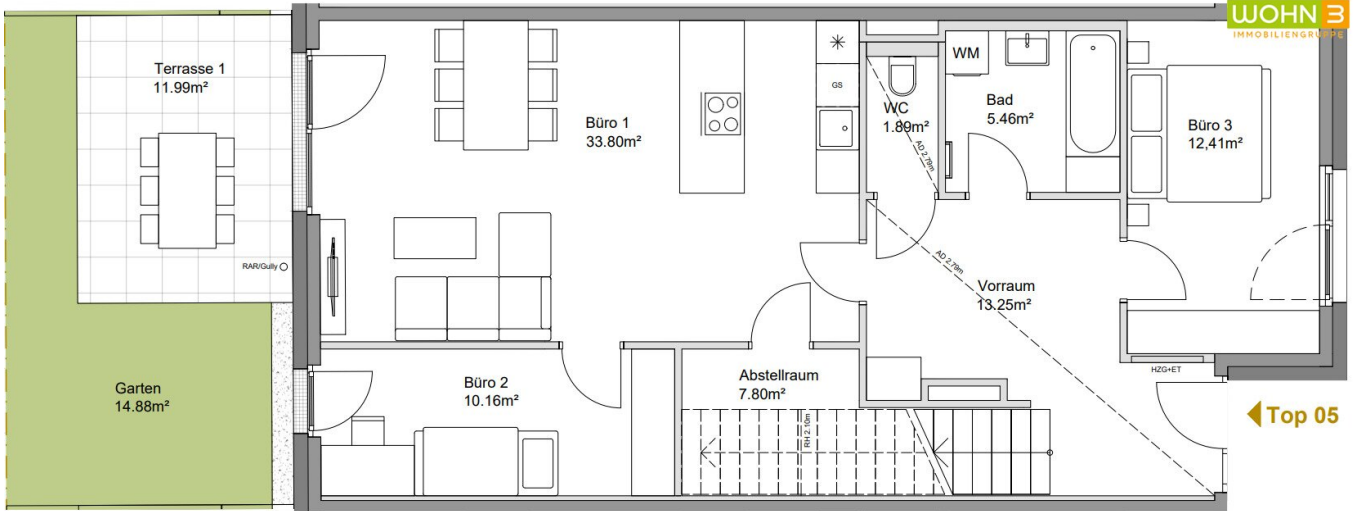 WOHN 3
IMMOBILIENGRUPPE
Terrasse 1
11.99m²
RAR/Gully
Garten
14.88m²
Büro 1
33.80m²
GS
WC
1.89m²
AD 2.79m
WM
Bad
5.46m²
Büro 3
12,41m²
AD 2.79m
Vorraum
13.25m²
Büro 2
10.16m²
Abstellraum
7.80m²
RH 2.10m
HZG+ET
Top 05